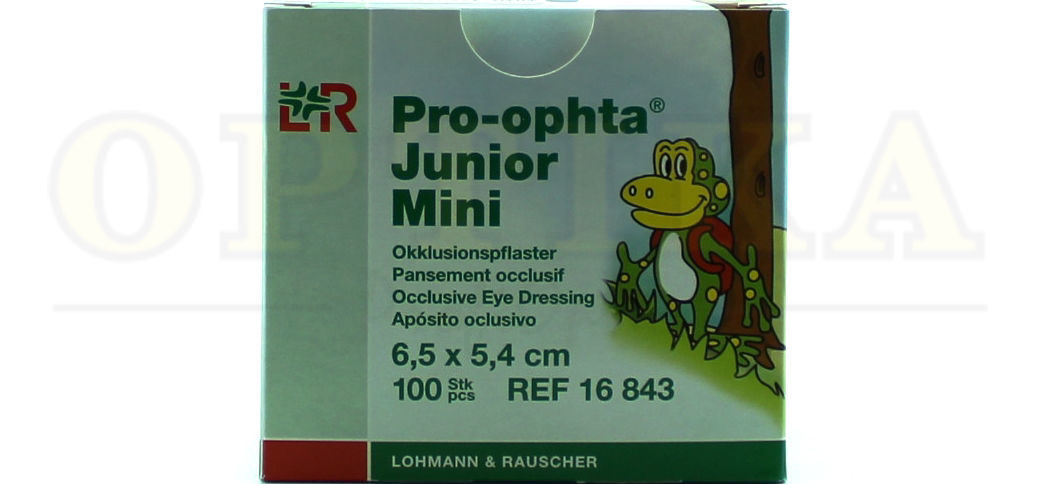 L&R
Pro-ophta®
Junior
Mini
Okklusionspflaster
Pansement occlusif
Occlusive Eye Dressing
Apósito oclusivo
6,5 x 5,4 cm
100 Stk pcs REF 16 843
LOHMANN & RAUSCHER
OPTIKA